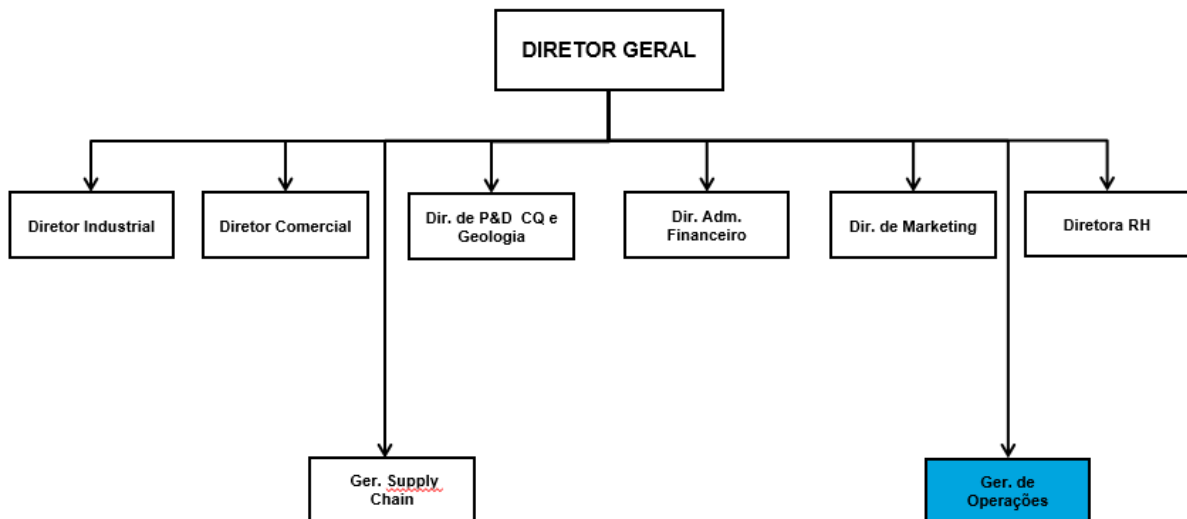 DIRETOR GERAL
Diretor Industrial
Diretor Comercial
Dir. de P&D CQ e
Geologia
Dir. Adm.
Financeiro
Dir. de Marketing
Diretora RH
Ger. Supply
Chain
Ger. de
Operações